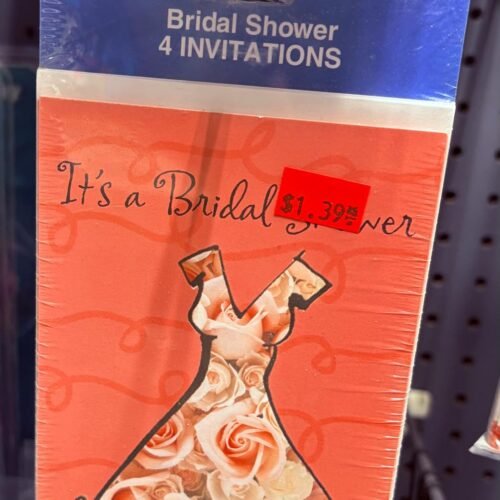 Bridal Shower
4 INVITATIONS
It's a Bridal
$1.39